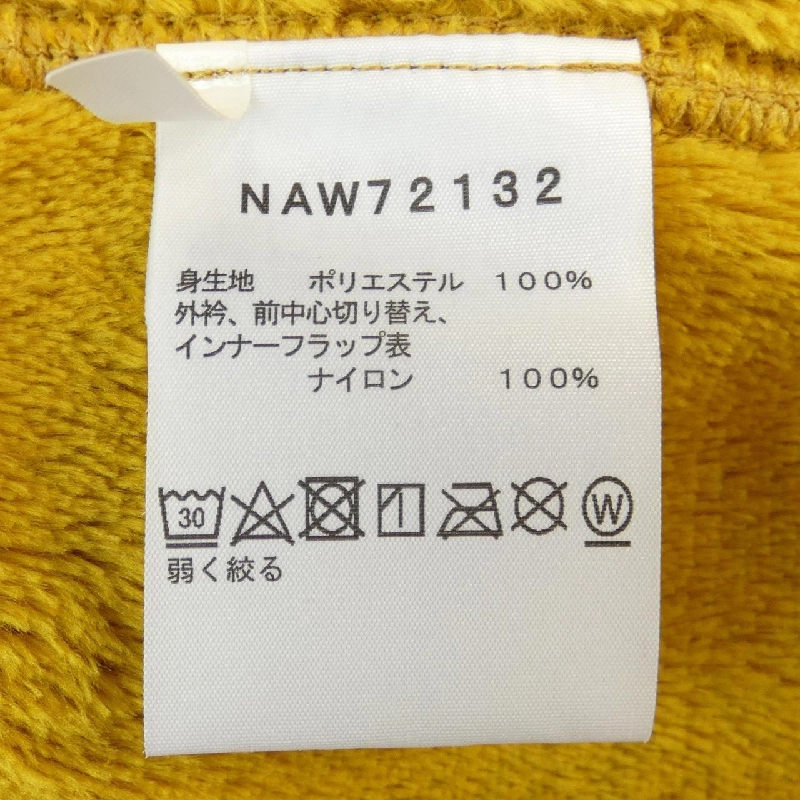 NAW72132
身生地 ポリエステル 100%
外衿、前中心切り替え、
インナーフラップ表
ナイロン 100%
30 W
弱く絞る